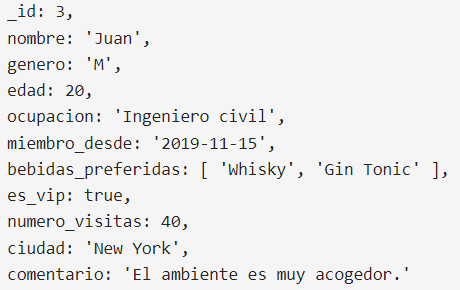 _id: 3,
nombre: 'Juan',
genero: 'M',
edad: 20,
ocupacion: 'Ingeniero civil',
miembro_desde: '2019-11-15',
bebidas_preferidas: [ 'Whisky', 'Gin Tonic' ],
es_vip: true,
numero_visitas: 40,
ciudad: 'New York',
comentario: 'El ambiente es muy acogedor.'